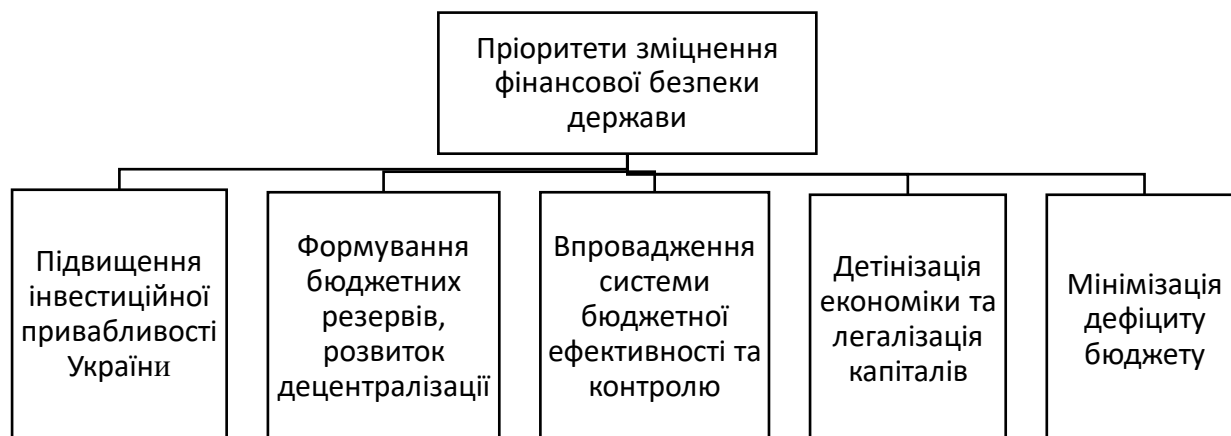 Пріоритети зміцнення
фінансової безпеки
держави
Підвищення
інвестиційної
привабливості
України
Формування
бюджетних
резервів,
розвиток
децентралізації
Впровадження
системи
бюджетної
ефективності та
контролю
Детінізація
економіки та
легалізація
капіталів
Мінімізація
дефіциту
бюджету